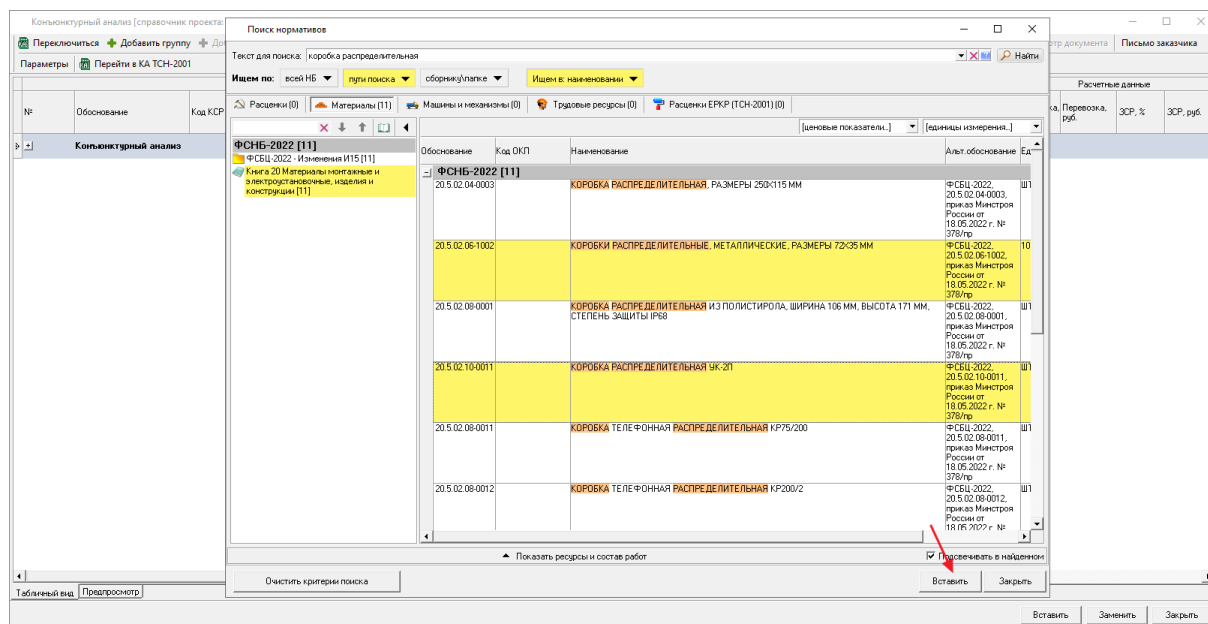 Конъюнктурный анализ [справочник проекта:
Переключиться Добавить группу
тр документа Письмо заказчика
Параметры Перейти в КА ТСН-2001
Расчетные данные
№ Обоснование Код КСР
Перевозка, руб. ЗСР, % ЗСР, руб.
Конъюнктурный анализ
Поиск нормативов
Текст для поиска: коробка распределительная Найти
Ищем по: всей НБ пути поиска сборнику\папке Ищем в: наименовании
Расценки (0) Материалы (11) Машины и механизмы (0) Трудовые ресурсы (0) Расценки ЕРКР (ТСН-2001) (0)
[ценовые показатели..] [единицы измерения..]
ФСНБ-2022 [11]
ФСБЦ-2022 - Изменения И15 [11]
Книга 20 Материалы монтажные и
электроустановочные, изделия и
конструкции [11]
Обоснование Код ОКП Наименование Альт.обоснование Ед
ФСНБ-2022 [11]
20.5.02.04-0003 КОРОБКА РАСПРЕДЕЛИТЕЛЬНАЯ, РАЗМЕРЫ 250X115 ММ ФСБЦ-2022, ШТ
20.5.02.04-0003,
приказ Минстроя
России от
18.05.2022 г. №
378/пр
20.5.02.06-1002 КОРОБКИ РАСПРЕДЕЛИТЕЛЬНЫЕ, МЕТАЛЛИЧЕСКИЕ, РАЗМЕРЫ 72X35 ММ ФСБЦ-2022, 10
20.5.02.06-1002,
приказ Минстроя
России от
18.05.2022 г. №
378/пр
20.5.02.08-0001 КОРОБКА РАСПРЕДЕЛИТЕЛЬНАЯ ИЗ ПОЛИСТИРОЛА, ШИРИНА 106 ММ, ВЫСОТА 171 ММ, ФСБЦ-2022, ШТ
СТЕПЕНЬ ЗАЩИТЫ IP68 20.5.02.08-0001,
приказ Минстроя
России от
18.05.2022 г. №
378/пр
20.5.02.10-0011 КОРОБКА РАСПРЕДЕЛИТЕЛЬНАЯ УК-2П ФСБЦ-2022, ШТ
20.5.02.10-0011,
приказ Минстроя
России от
18.05.2022 г. №
378/пр
20.5.02.08-0011 КОРОБКА ТЕЛЕФОННАЯ РАСПРЕДЕЛИТЕЛЬНАЯ КР75/200 ФСБЦ-2022, ШТ
20.5.02.08-0011,
приказ Минстроя
России от
18.05.2022 г. №
378/пр
20.5.02.08-0012 КОРОБКА ТЕЛЕФОННАЯ РАСПРЕДЕЛИТЕЛЬНАЯ КР200/2 ФСБЦ-2022, ШТ
20.5.02.08-0012,
приказ Минстроя
России от
18.05.2022 г. №
Показать ресурсы и состав работ Подсвечивать в найденном
Очистить критерии поиска Вставить Закрыть
Табличный вид Предпросмотр
Вставить Заменить Закрыть